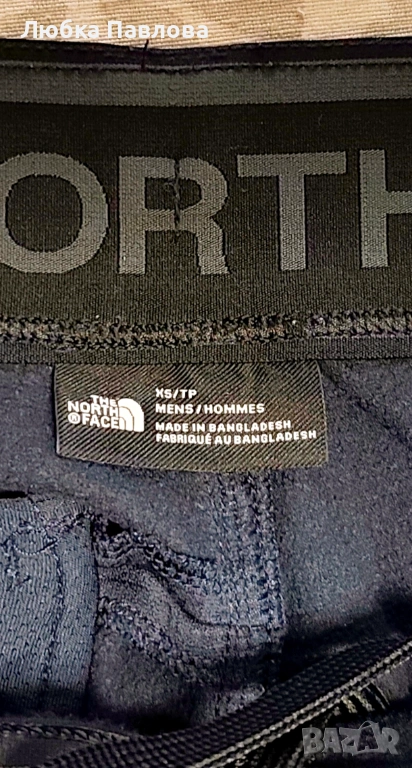 Любка Павлова
ORTH
THE
NORTH
FACE
XS/TP
MENS/HOMMES
MADE IN BANGLADESH
FABRIQUÉ AU BANGLADESH
BAZAR